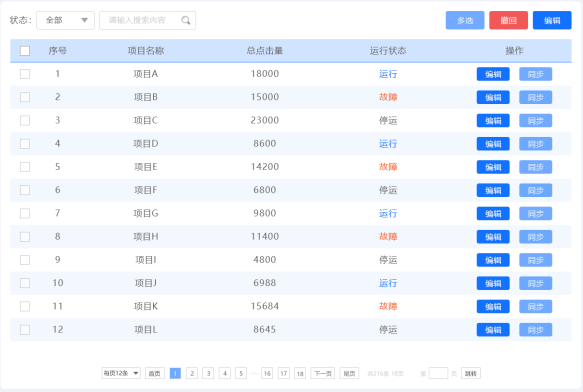 状态: 全部 请输入搜索内容 多选 撤回 编辑
序号 项目名称 总点击量 运行状态 操作
1 项目A 18000 运行 编辑 同步
2 项目B 15000 故障 编辑 同步
3 项目C 23000 停运 编辑 同步
4 项目D 8600 运行 编辑 同步
5 项目E 14200 故障 编辑 同步
6 项目F 6800 停运 编辑 同步
7 项目G 9800 运行 编辑 同步
8 项目H 11400 故障 编辑 同步
9 项目I 4800 停运 编辑 同步
10 项目J 6988 运行 编辑 同步
11 项目K 15684 故障 编辑 同步
12 项目L 8645 停运 编辑 同步
每页12条 首页 1 2 3 4 5 ··· 16 17 18 下一页 尾页 共216条 18页 第 页 跳转